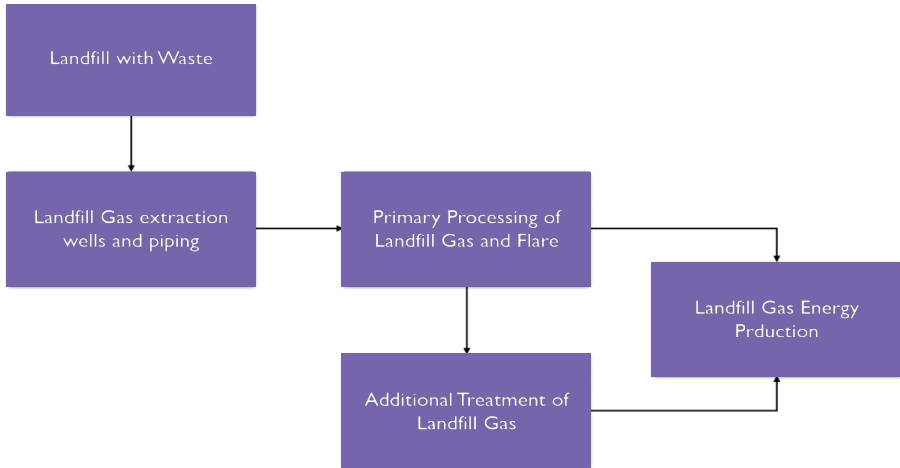 Landfill with Waste
Landfill Gas extraction
wells and piping
Primary Processing of
Landfill Gas and Flare
Landfill Gas Energy
Prduction
Additional Treatment of
Landfill Gas